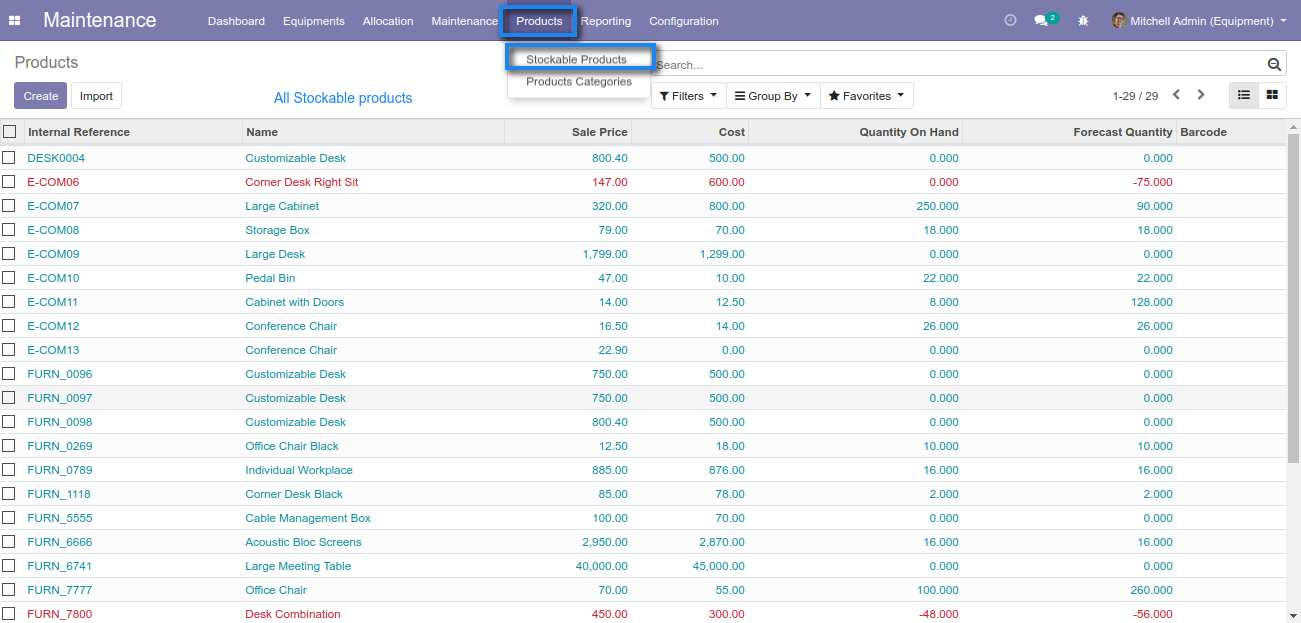 Maintenance Dashboard Equipments Allocation Maintenance Products Reporting Configuration 2 Mitchell Admin (Equipment)
Products Stockable Products Search...
Products Categories
Create Import All Stockable products Filters Group By Favorites 1-29 / 29
Internal Reference Name Sale Price Cost Quantity On Hand Forecast Quantity Barcode
DESK0004 Customizable Desk 800.40 500.00 0.000 0.000
E-COM06 Corner Desk Right Sit 147.00 600.00 0.000 -75.000
E-COM07 Large Cabinet 320.00 800.00 250.000 90.000
E-COM08 Storage Box 79.00 70.00 18.000 18.000
E-COM09 Large Desk 1,799.00 1,299.00 0.000 0.000
E-COM10 Pedal Bin 47.00 10.00 22.000 22.000
E-COM11 Cabinet with Doors 14.00 12.50 8.000 128.000
E-COM12 Conference Chair 16.50 14.00 26.000 26.000
E-COM13 Conference Chair 22.90 0.00 0.000 0.000
FURN_0096 Customizable Desk 750.00 500.00 0.000 0.000
FURN_0097 Customizable Desk 750.00 500.00 0.000 0.000
FURN_0098 Customizable Desk 800.40 500.00 0.000 0.000
FURN_0269 Office Chair Black 12.50 18.00 10.000 10.000
FURN_0789 Individual Workplace 885.00 876.00 16.000 16.000
FURN_1118 Corner Desk Black 85.00 78.00 2.000 2.000
FURN_5555 Cable Management Box 100.00 70.00 0.000 0.000
FURN_6666 Acoustic Bloc Screens 2,950.00 2,870.00 16.000 16.000
FURN_6741 Large Meeting Table 40,000.00 45,000.00 0.000 0.000
FURN_7777 Office Chair 70.00 55.00 100.000 260.000
FURN_7800 Desk Combination 450.00 300.00 -48.000 -56.000